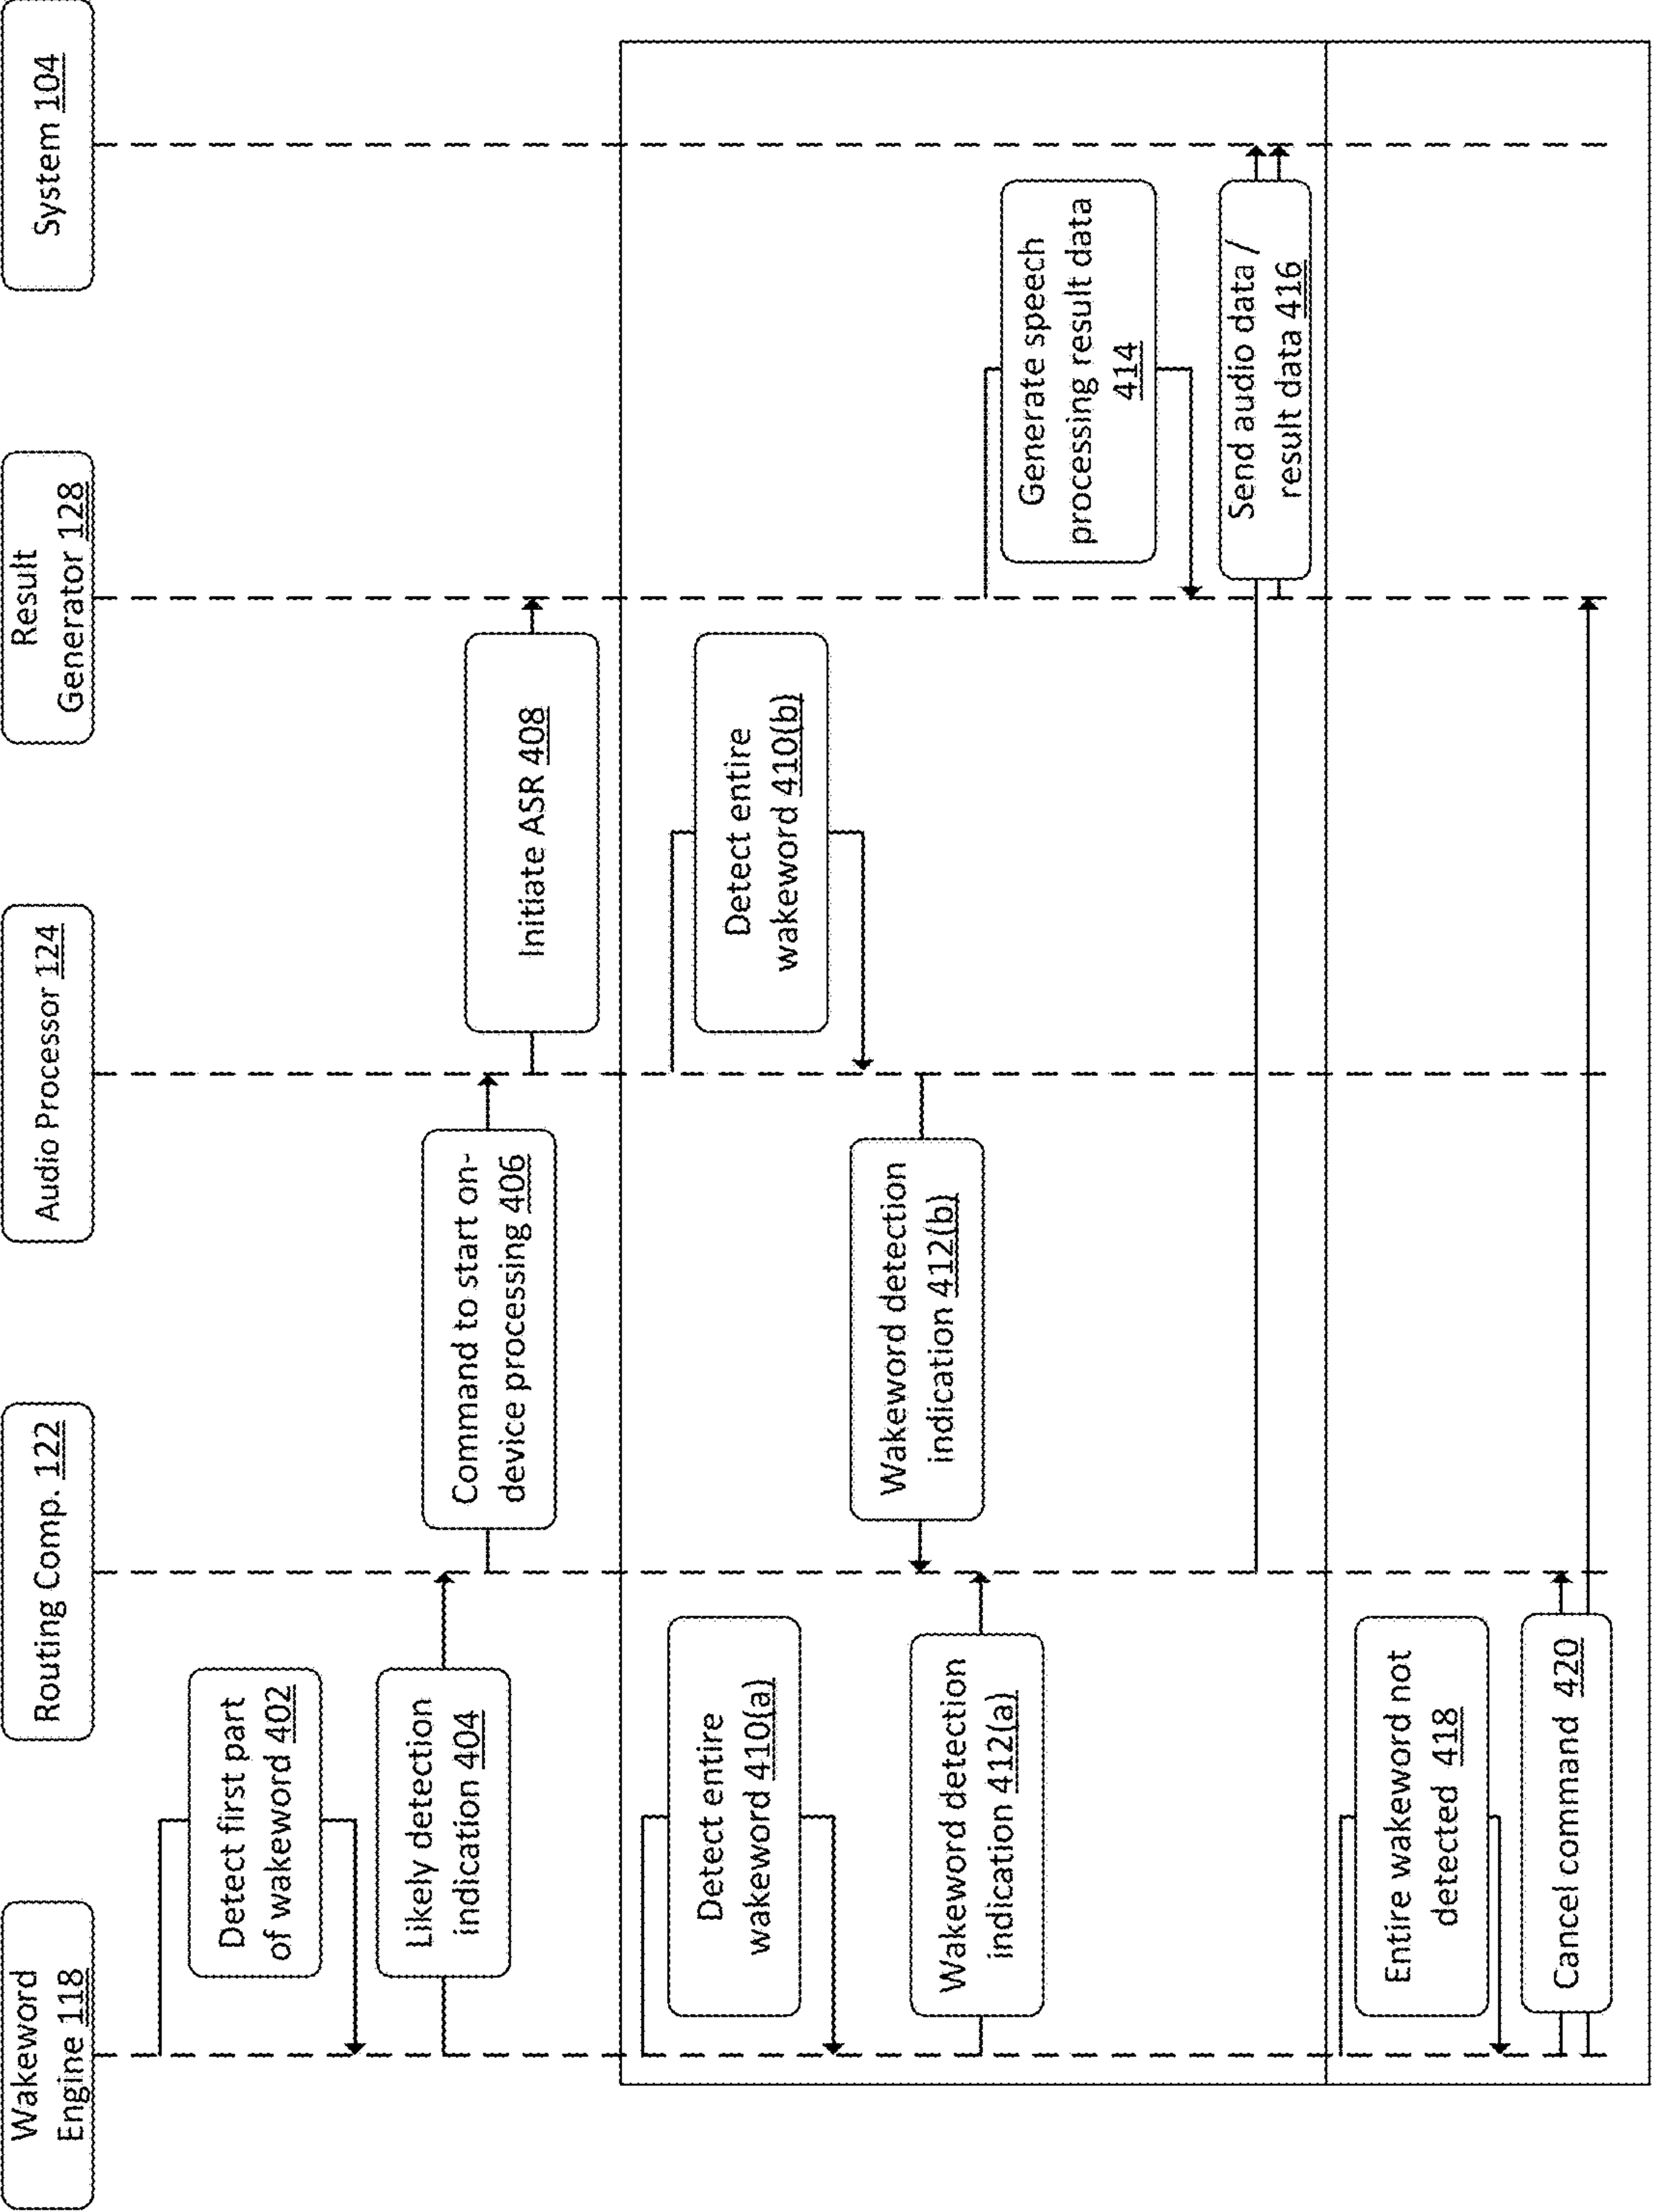 Wakeword
Engine 118
Routing Comp. 122
Audio Processor 124
Result
Generator 128
System 104
Detect first part
of wakeword 402
Likely detection
indication 404
Command to start on-
device processing 406
Initiate ASR 408
Detect entire
wakeword 410(a)
Detect entire
wakeword 410(b)
Wakeword detection
indication 412(b)
Wakeword detection
indication 412(a)
Generate speech
processing result data
414
Send audio data /
result data 416
Entire wakeword not
detected 418
Cancel command 420